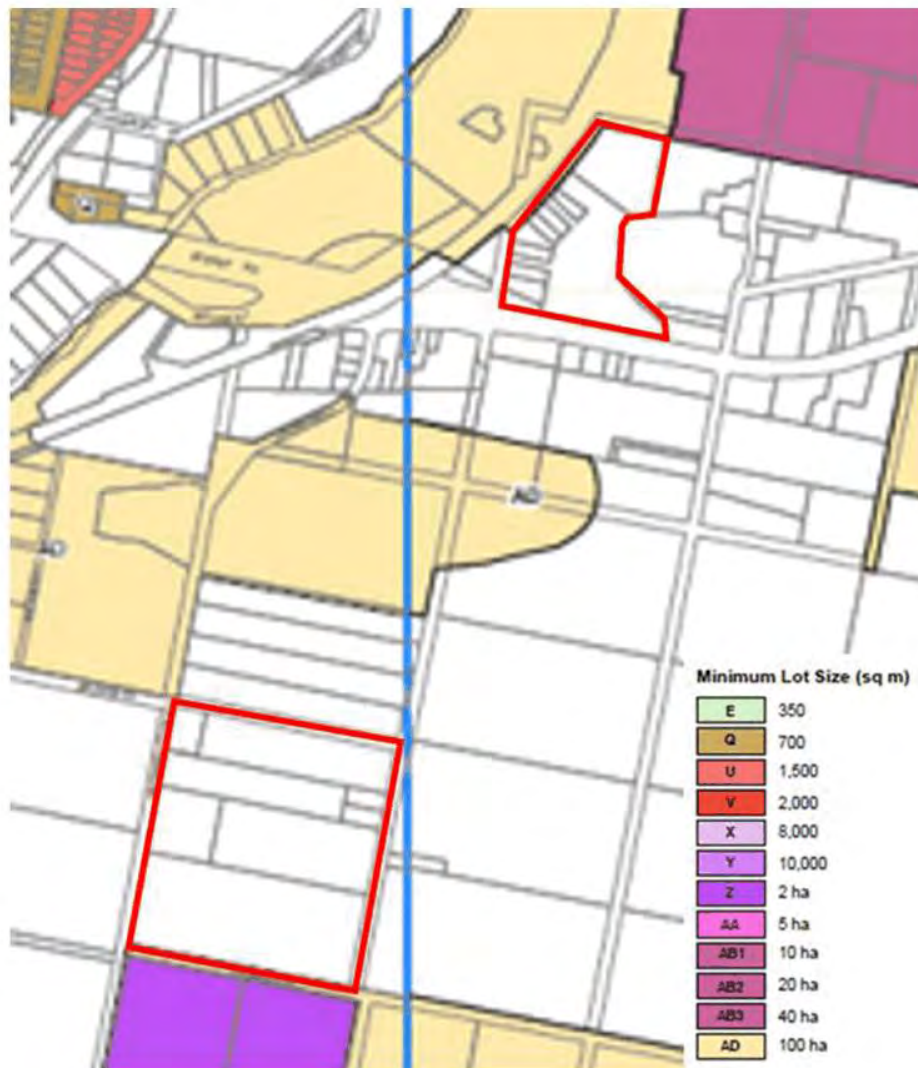 Q
AD
AD
Minimum Lot Size (sq m)
E 350
Q 700
U 1,500
V 2,000
X 8,000
Y 10,000
Z 2 ha
AA 5 ha
AB1 10 ha
AB2 20 ha
AB3 40 ha
AD 100 ha